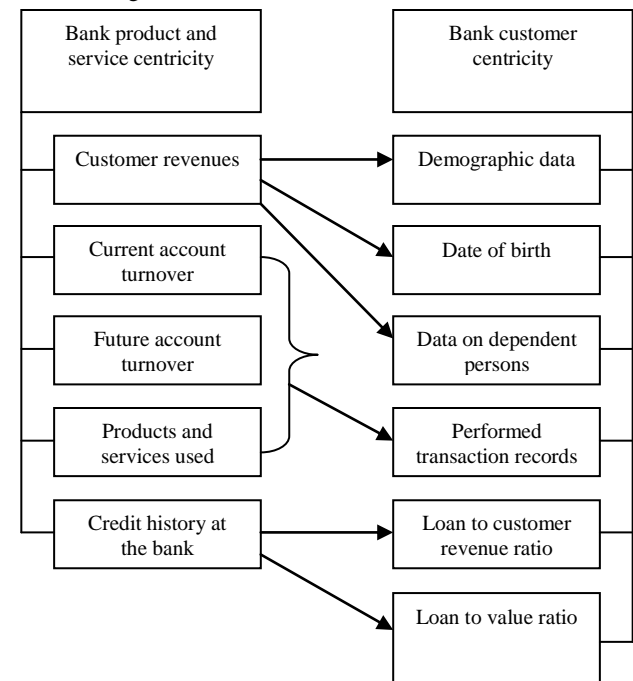 Bank product and
service centricity
Bank customer
centricity
Customer revenues
Demographic data
Current account
turnover
Date of birth
Future account
turnover
Data on dependent
persons
Products and
services used
Performed
transaction records
Credit history at
the bank
Loan to customer
revenue ratio
Loan to value ratio